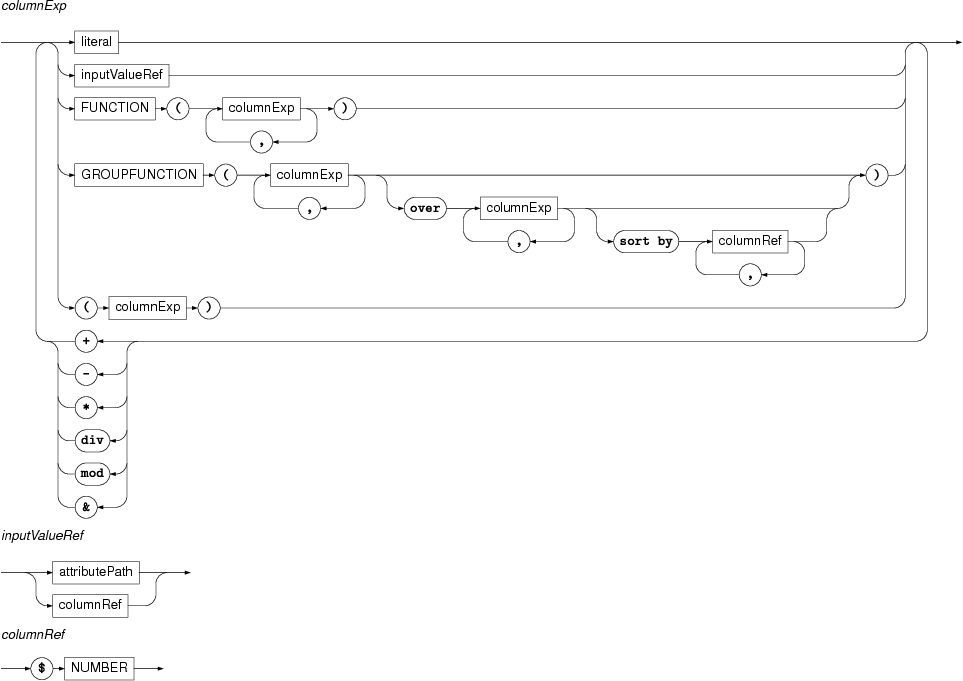 columnExp
literal
inputValueRef
FUNCTION ( columnExp )
,
GROUPFUNCTION ( columnExp )
, over columnExp
, sort by columnRef
,
( columnExp )
+
-
*
div
mod
&
inputValueRef
attributePath
columnRef
columnRef
$ NUMBER